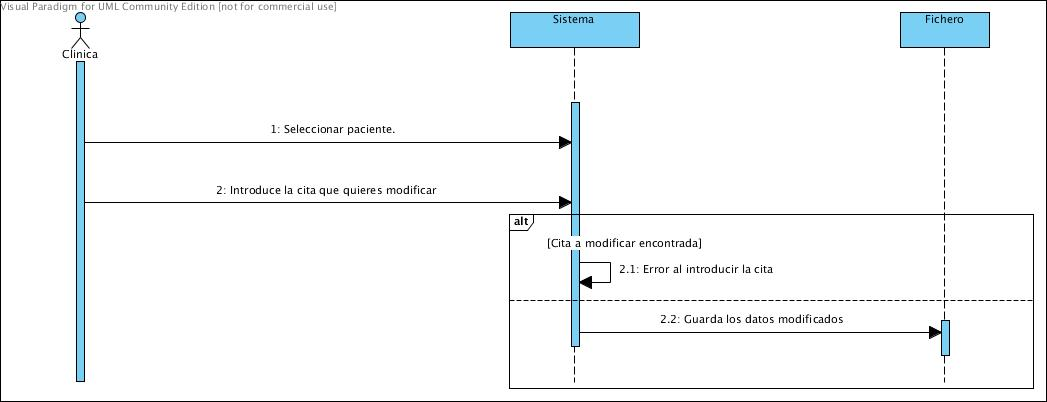 Visual Paradigm for UML Community Edition [not for commercial use]
Clinica
Sistema
Fichero
1: Seleccionar paciente.
2: Introduce la cita que quieres modificar
alt
[Cita a modificar encontrada]
2.1: Error al introducir la cita
2.2: Guarda los datos modificados